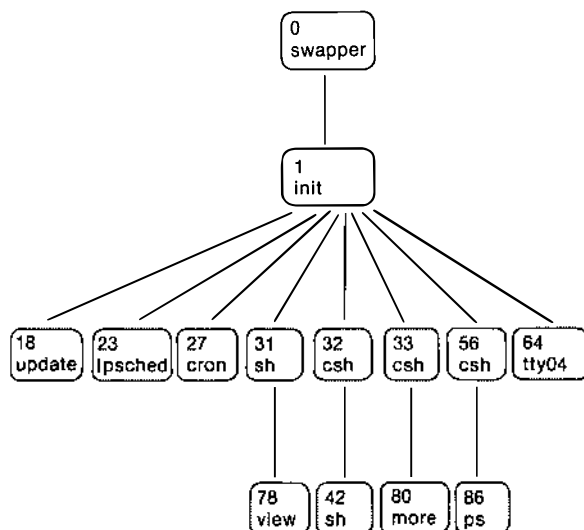 0
swapper
1
init
18
update
23
lpsched
27
cron
31
sh
32
csh
33
csh
56
csh
64
tty04
78
view
42
sh
80
more
86
ps